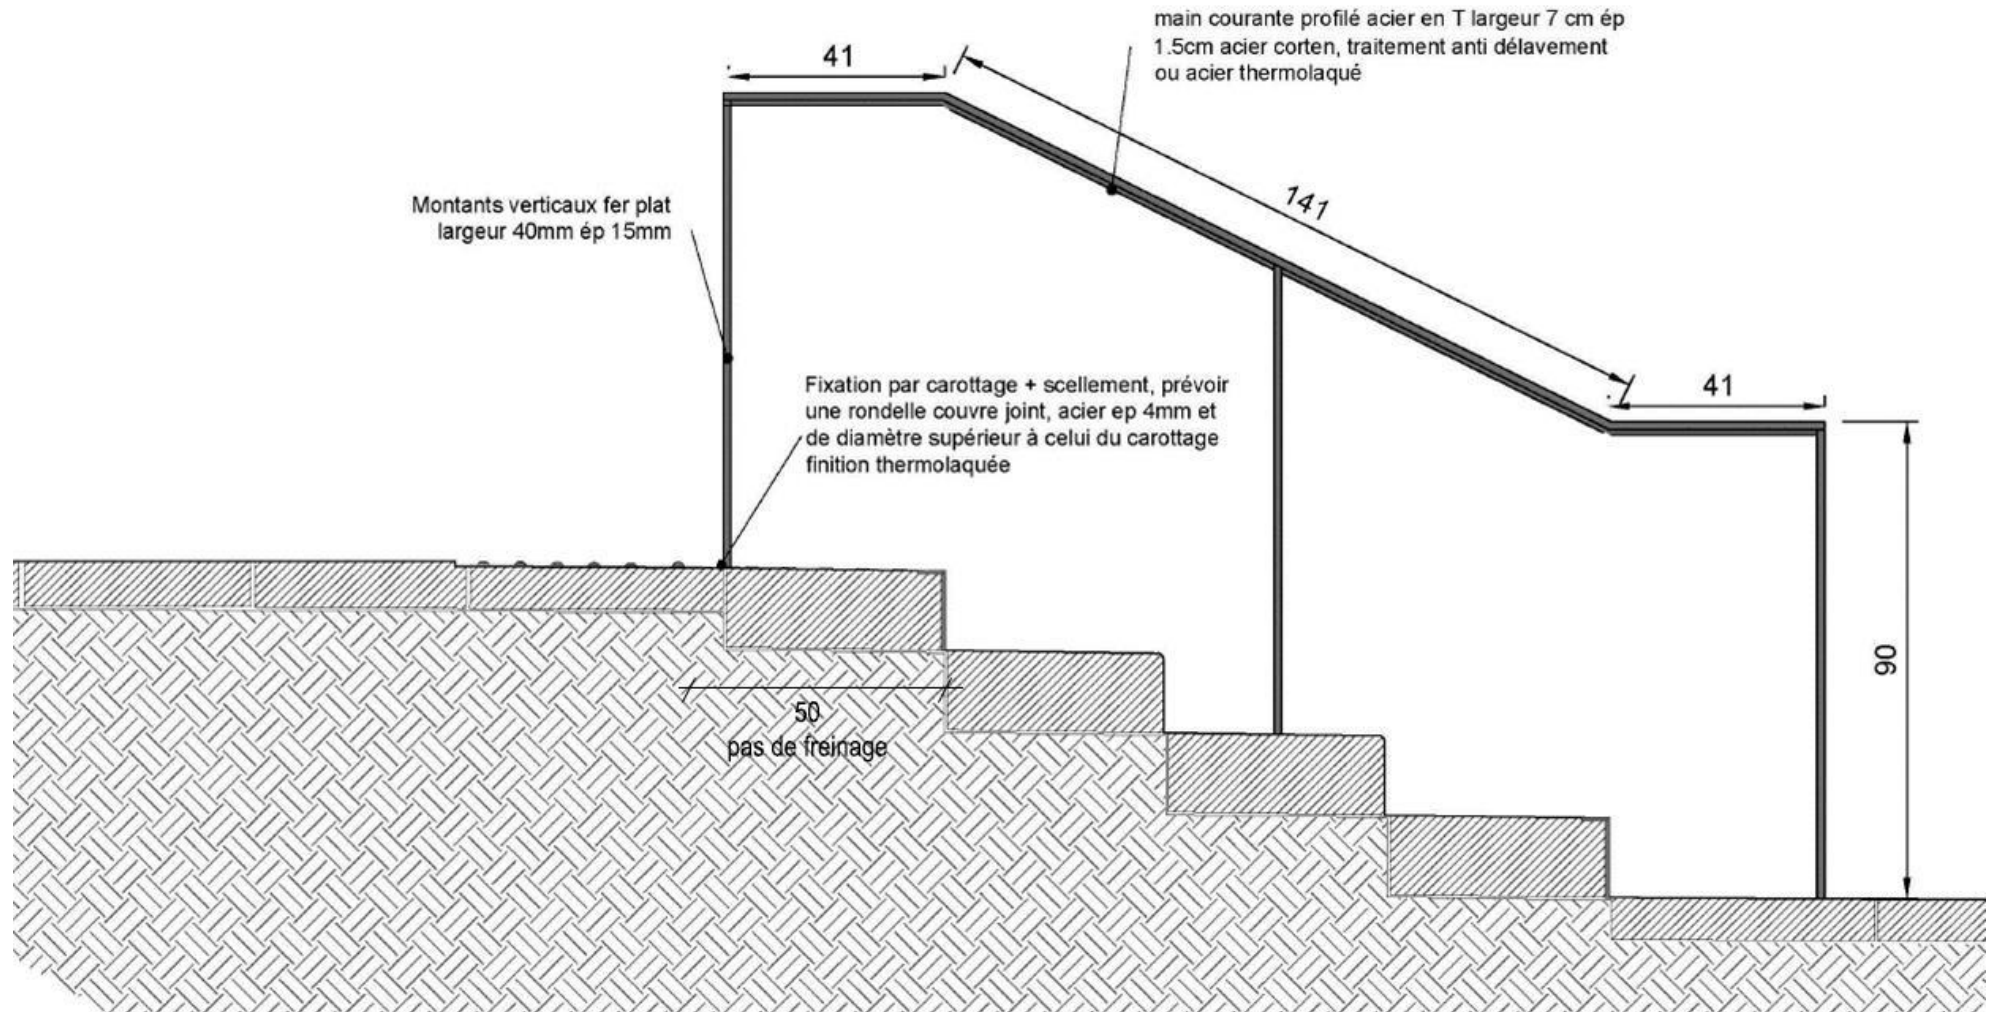 main courante profilé acier en T largeur 7 cm ép
1.5cm acier corten, traitement anti délavement
ou acier thermolaqué
41
141
Montants verticaux fer plat
largeur 40mm ép 15mm
Fixation par carottage + scellement, prévoir
une rondelle couvre joint, acier ep 4mm et
de diamètre supérieur à celui du carottage
finition thermolaquée
41
90
50
pas de freinage